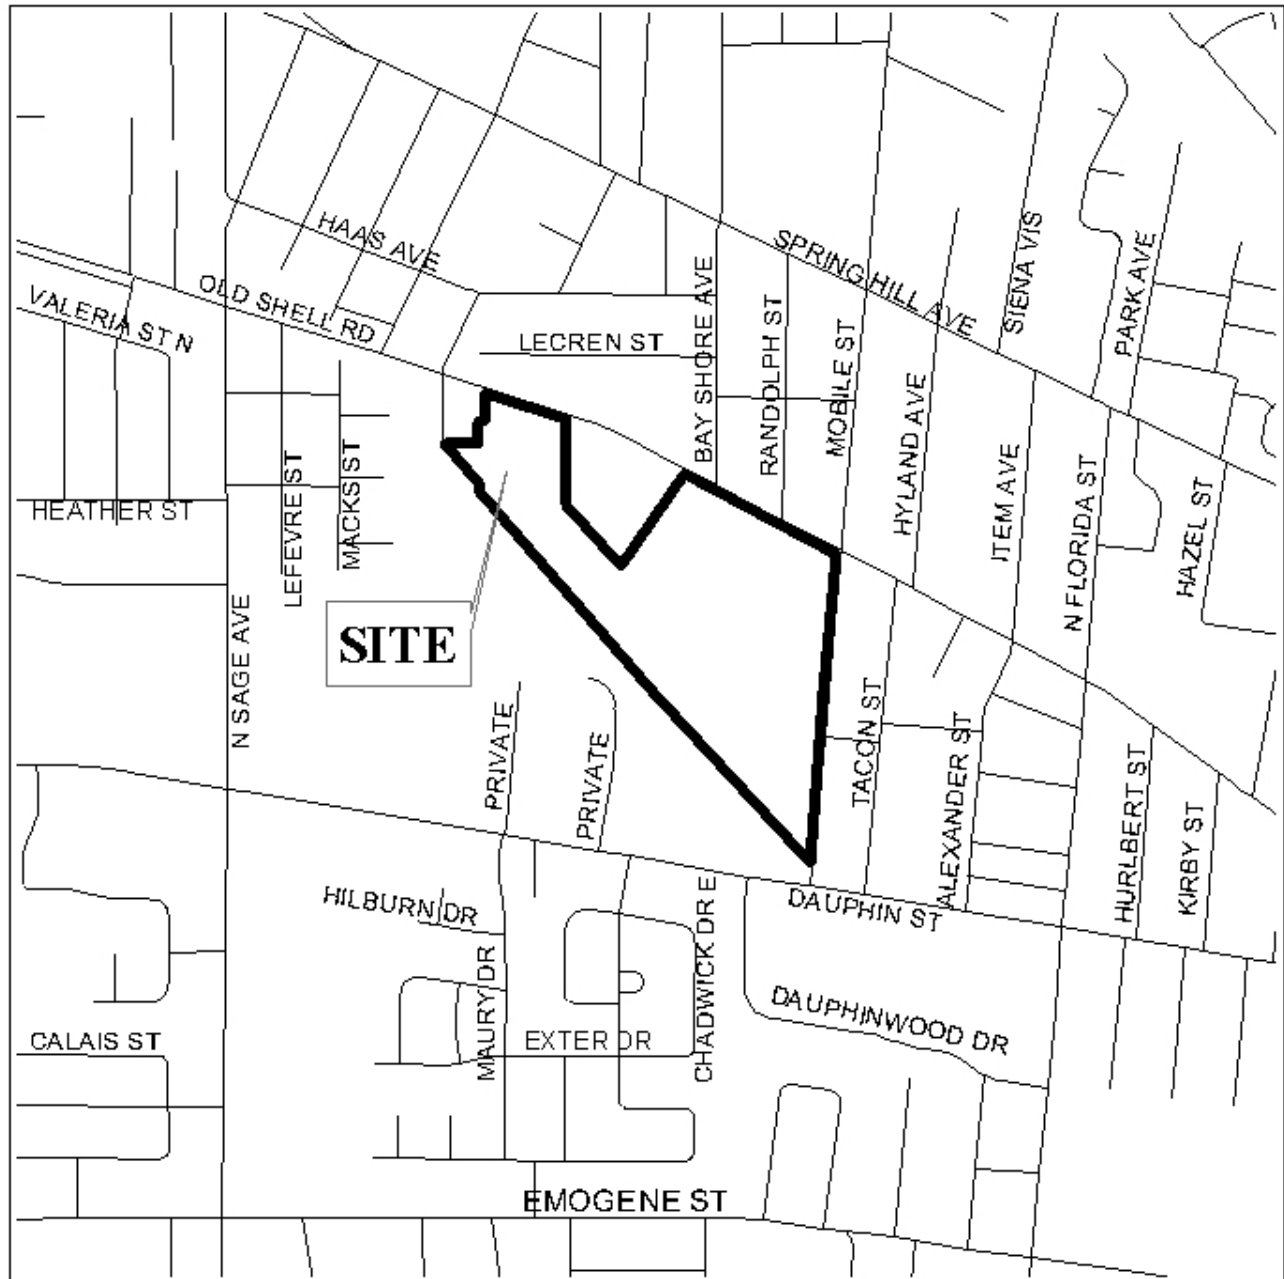 HAAS AVE
SPRING HILL AVE
SIENA VIS
PARK AVE
OLD SHELL RD
VALERIA ST N
LECREN ST
BAY SHORE AVE
RANDOLPH ST
MOBILE ST
HYLAND AVE
ITEM AVE
N FLORIDA ST
HAZEL ST
HEATHER ST
LEFEVRE ST
MACKS ST
N SAGE AVE
SITE
PRIVATE
PRIVATE
TACON ST
ALEXANDER ST
HURLBERT ST
KIRBY ST
HILBURN DR
MAURY DR
CHADWICK DR E
DAUPHIN ST
DAUPHINWOOD DR
CALAIS ST
EXTER DR
EMOGENE ST